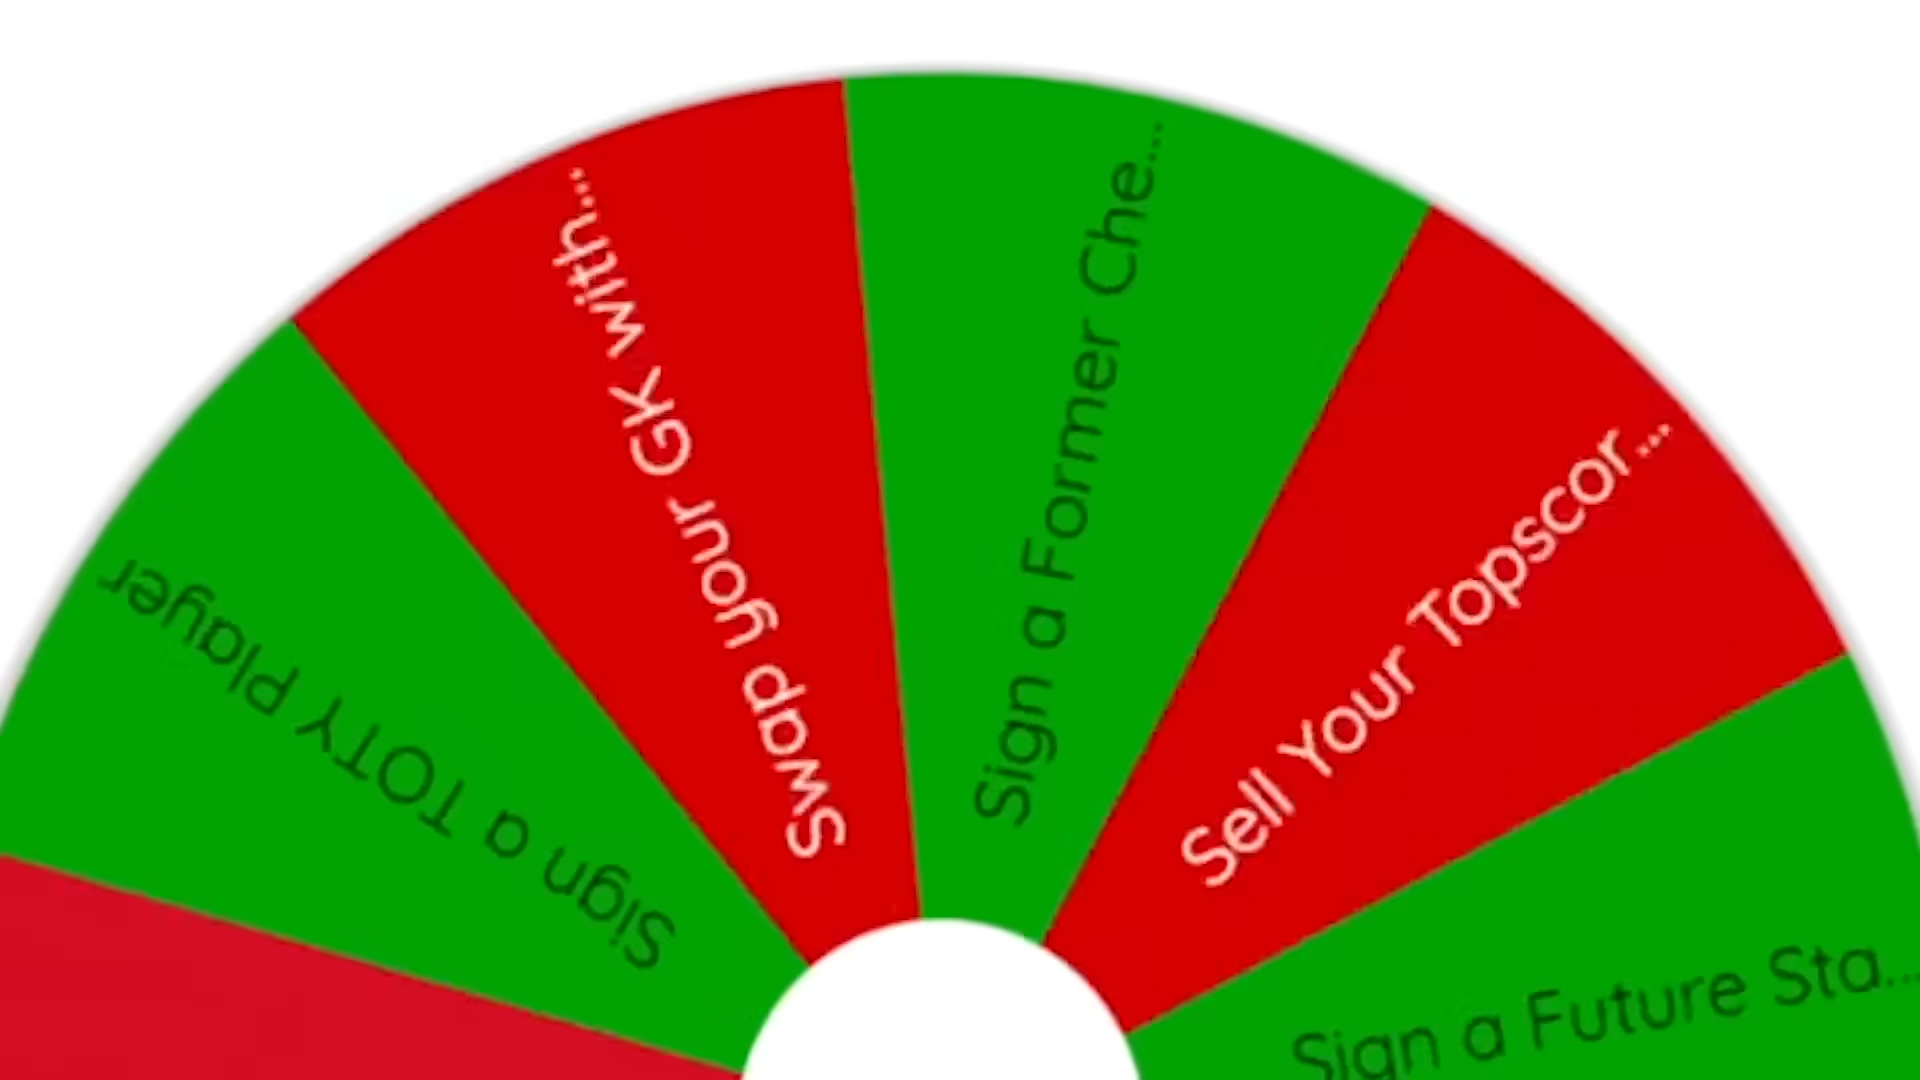 Sign a TOTY Player
Swap your GK with...
Sign a Former Che...
Sell Your Topscor...
Sign a Future Sta...